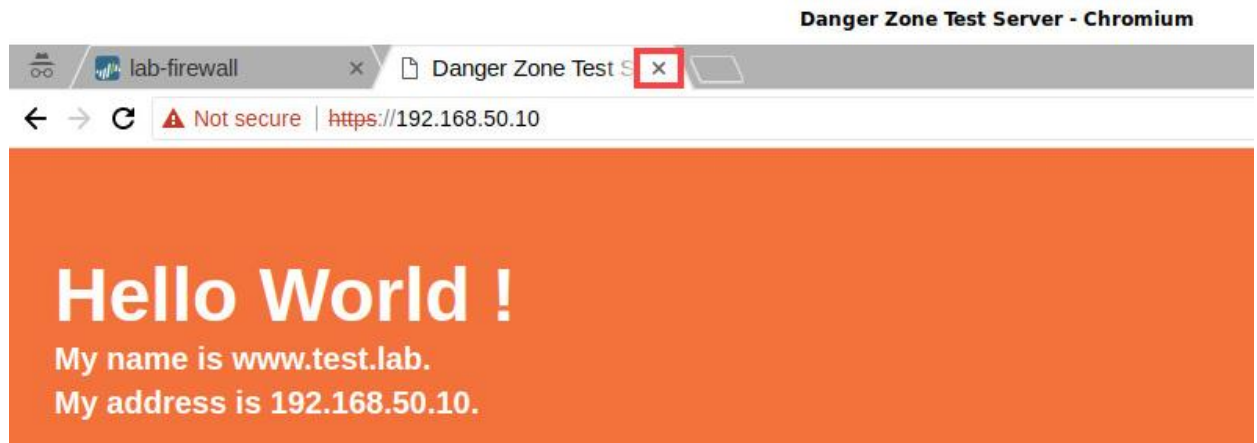 Danger Zone Test Server - Chromium
lab-firewall
Danger Zone Test S
Not secure | https://192.168.50.10
Hello World !
My name is www.test.lab.
My address is 192.168.50.10.